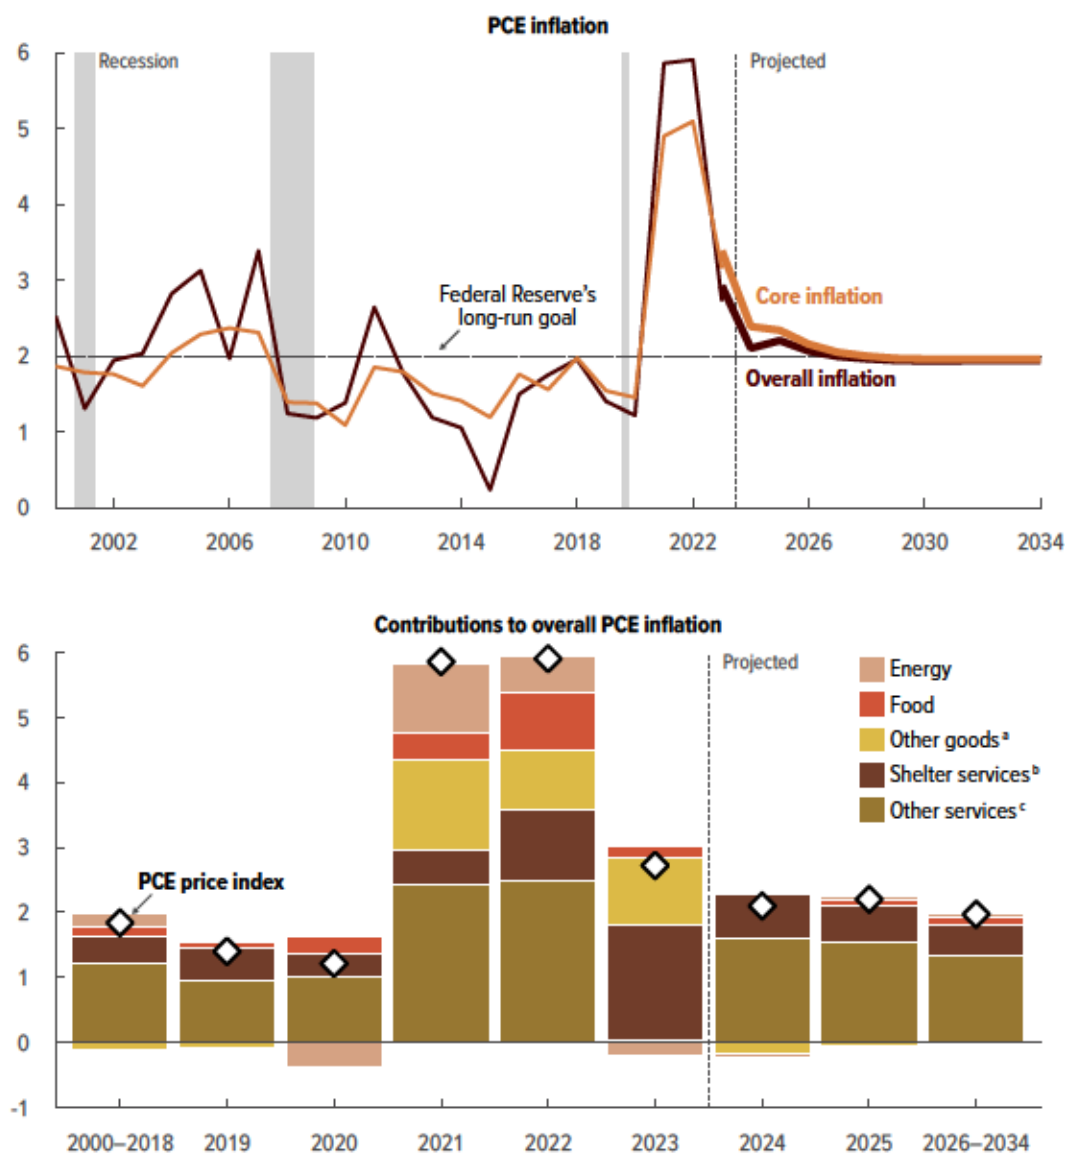 PCE inflation
6
Recession
Projected
5
4
3
Federal Reserve's
long-run goal
Core inflation
2
Overall inflation
1
0
2002 2006 2010 2014 2018 2022 2026 2030 2034
Contributions to overall PCE inflation
6
Projected
Energy
Food
Other goods a
Shelter services b
Other services c
5
4
3
PCE price index
2
1
0
-1
2000–2018 2019 2020 2021 2022 2023 2024 2025 2026–2034